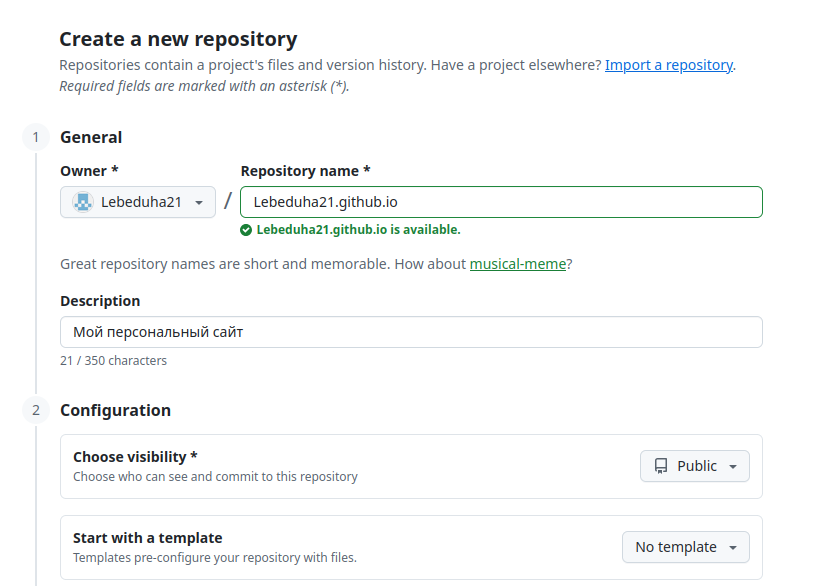 Create a new repository
Repositories contain a project's files and version history. Have a project elsewhere? Import a repository.
Required fields are marked with an asterisk (*).
1 General
Owner * Repository name *
Lebeduha21 / Lebeduha21.github.io
Lebeduha21.github.io is available.
Great repository names are short and memorable. How about musical-meme?
Description
Мой персональный сайт
21 / 350 characters
2 Configuration
Choose visibility *
Choose who can see and commit to this repository
Public
Start with a template
Templates pre-configure your repository with files.
No template